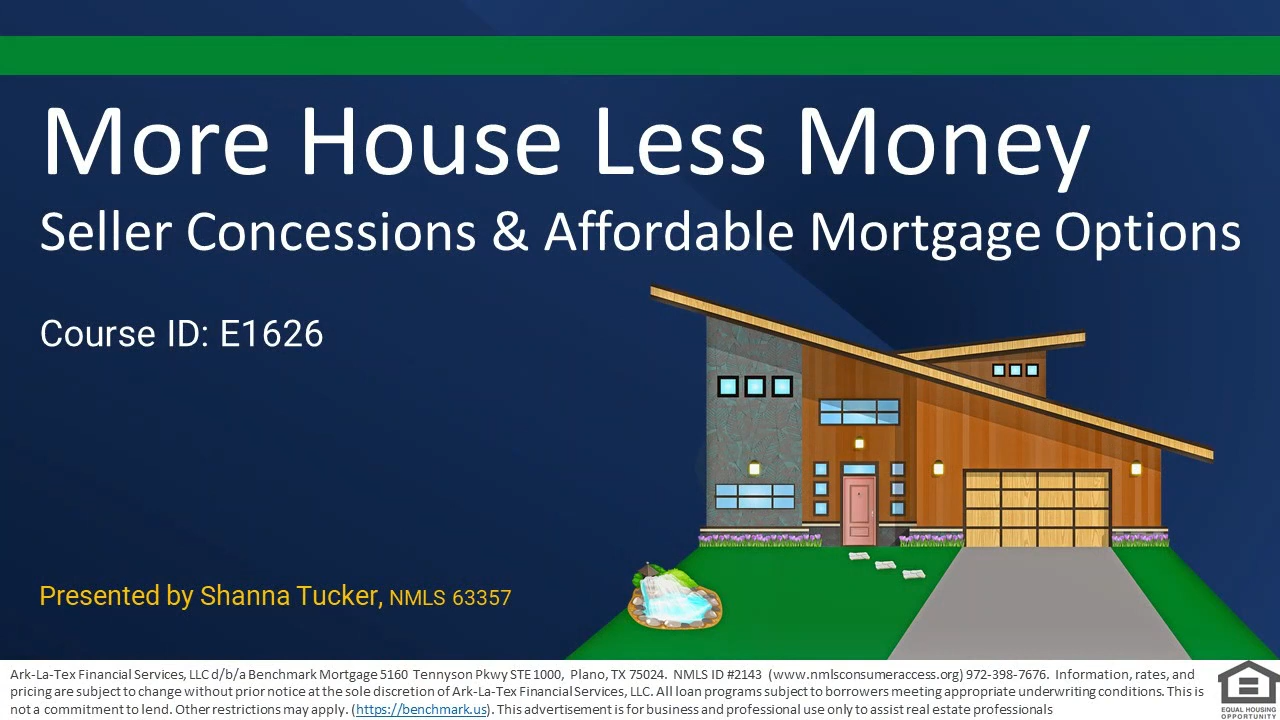 More House Less Money
Seller Concessions & Affordable Mortgage Options
Course ID: E1626
Presented by Shanna Tucker, NMLS 63357
Ark-La-Tex Financial Services, LLC d/b/a Benchmark Mortgage 5160 Tennyson Pkwy STE 1000, Plano, TX 75024. NMLS ID #2143 (www.nmlsconsumeraccess.org) 972-398-7676. Information, rates, and
pricing are subject to change without prior notice at the sole discretion of Ark-La-Tex Financial Services, LLC. All loan programs subject to borrowers meeting appropriate underwriting conditions. This is
not a commitment to lend. Other restrictions may apply. (https://benchmark.us). This advertisement is for business and professional use only to assist real estate professionals
EQUAL HOUSING
OPPORTUNITY